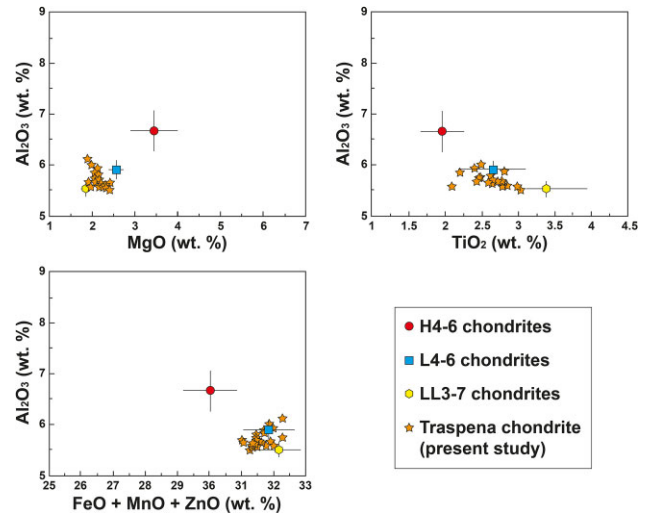 9
8
7
6
5
Al₂O₃ (wt. %)
1 2 3 4 5 6 7
MgO (wt. %)
9
8
7
6
5
Al₂O₃ (wt. %)
1 1.5 2 2.5 3 3.5 4 4.5
TiO₂ (wt. %)
9
8
7
6
5
Al₂O₃ (wt. %)
25 26 27 28 29 36 31 32 33
FeO + MnO + ZnO (wt. %)
H4-6 chondrites
L4-6 chondrites
LL3-7 chondrites
Traspena chondrite
(present study)